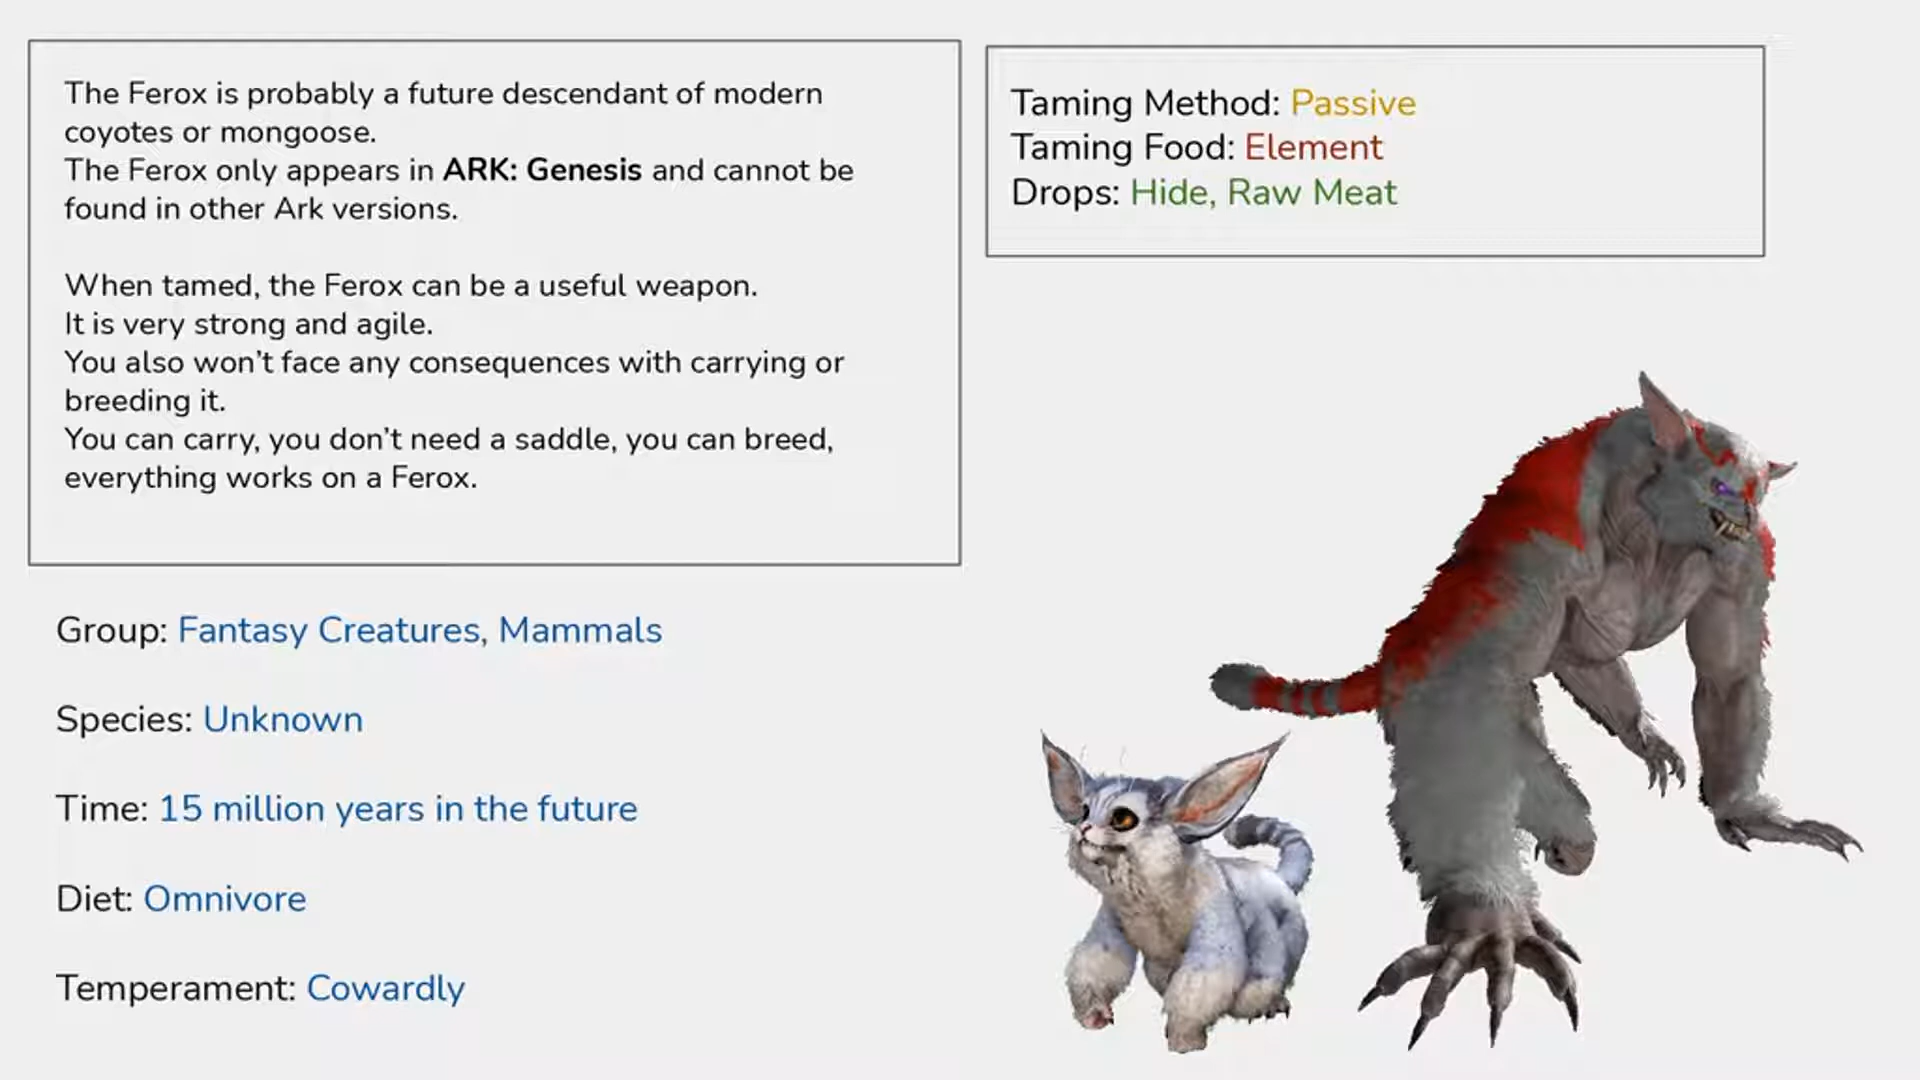 The Ferox is probably a future descendant of modern
coyotes or mongoose.
The Ferox only appears in ARK: Genesis and cannot be
found in other Ark versions.
When tamed, the Ferox can be a useful weapon.
It is very strong and agile.
You also won’t face any consequences with carrying or
breeding it.
You can carry, you don’t need a saddle, you can breed,
everything works on a Ferox.
Taming Method: Passive
Taming Food: Element
Drops: Hide, Raw Meat
Group: Fantasy Creatures, Mammals
Species: Unknown
Time: 15 million years in the future
Diet: Omnivore
Temperament: Cowardly